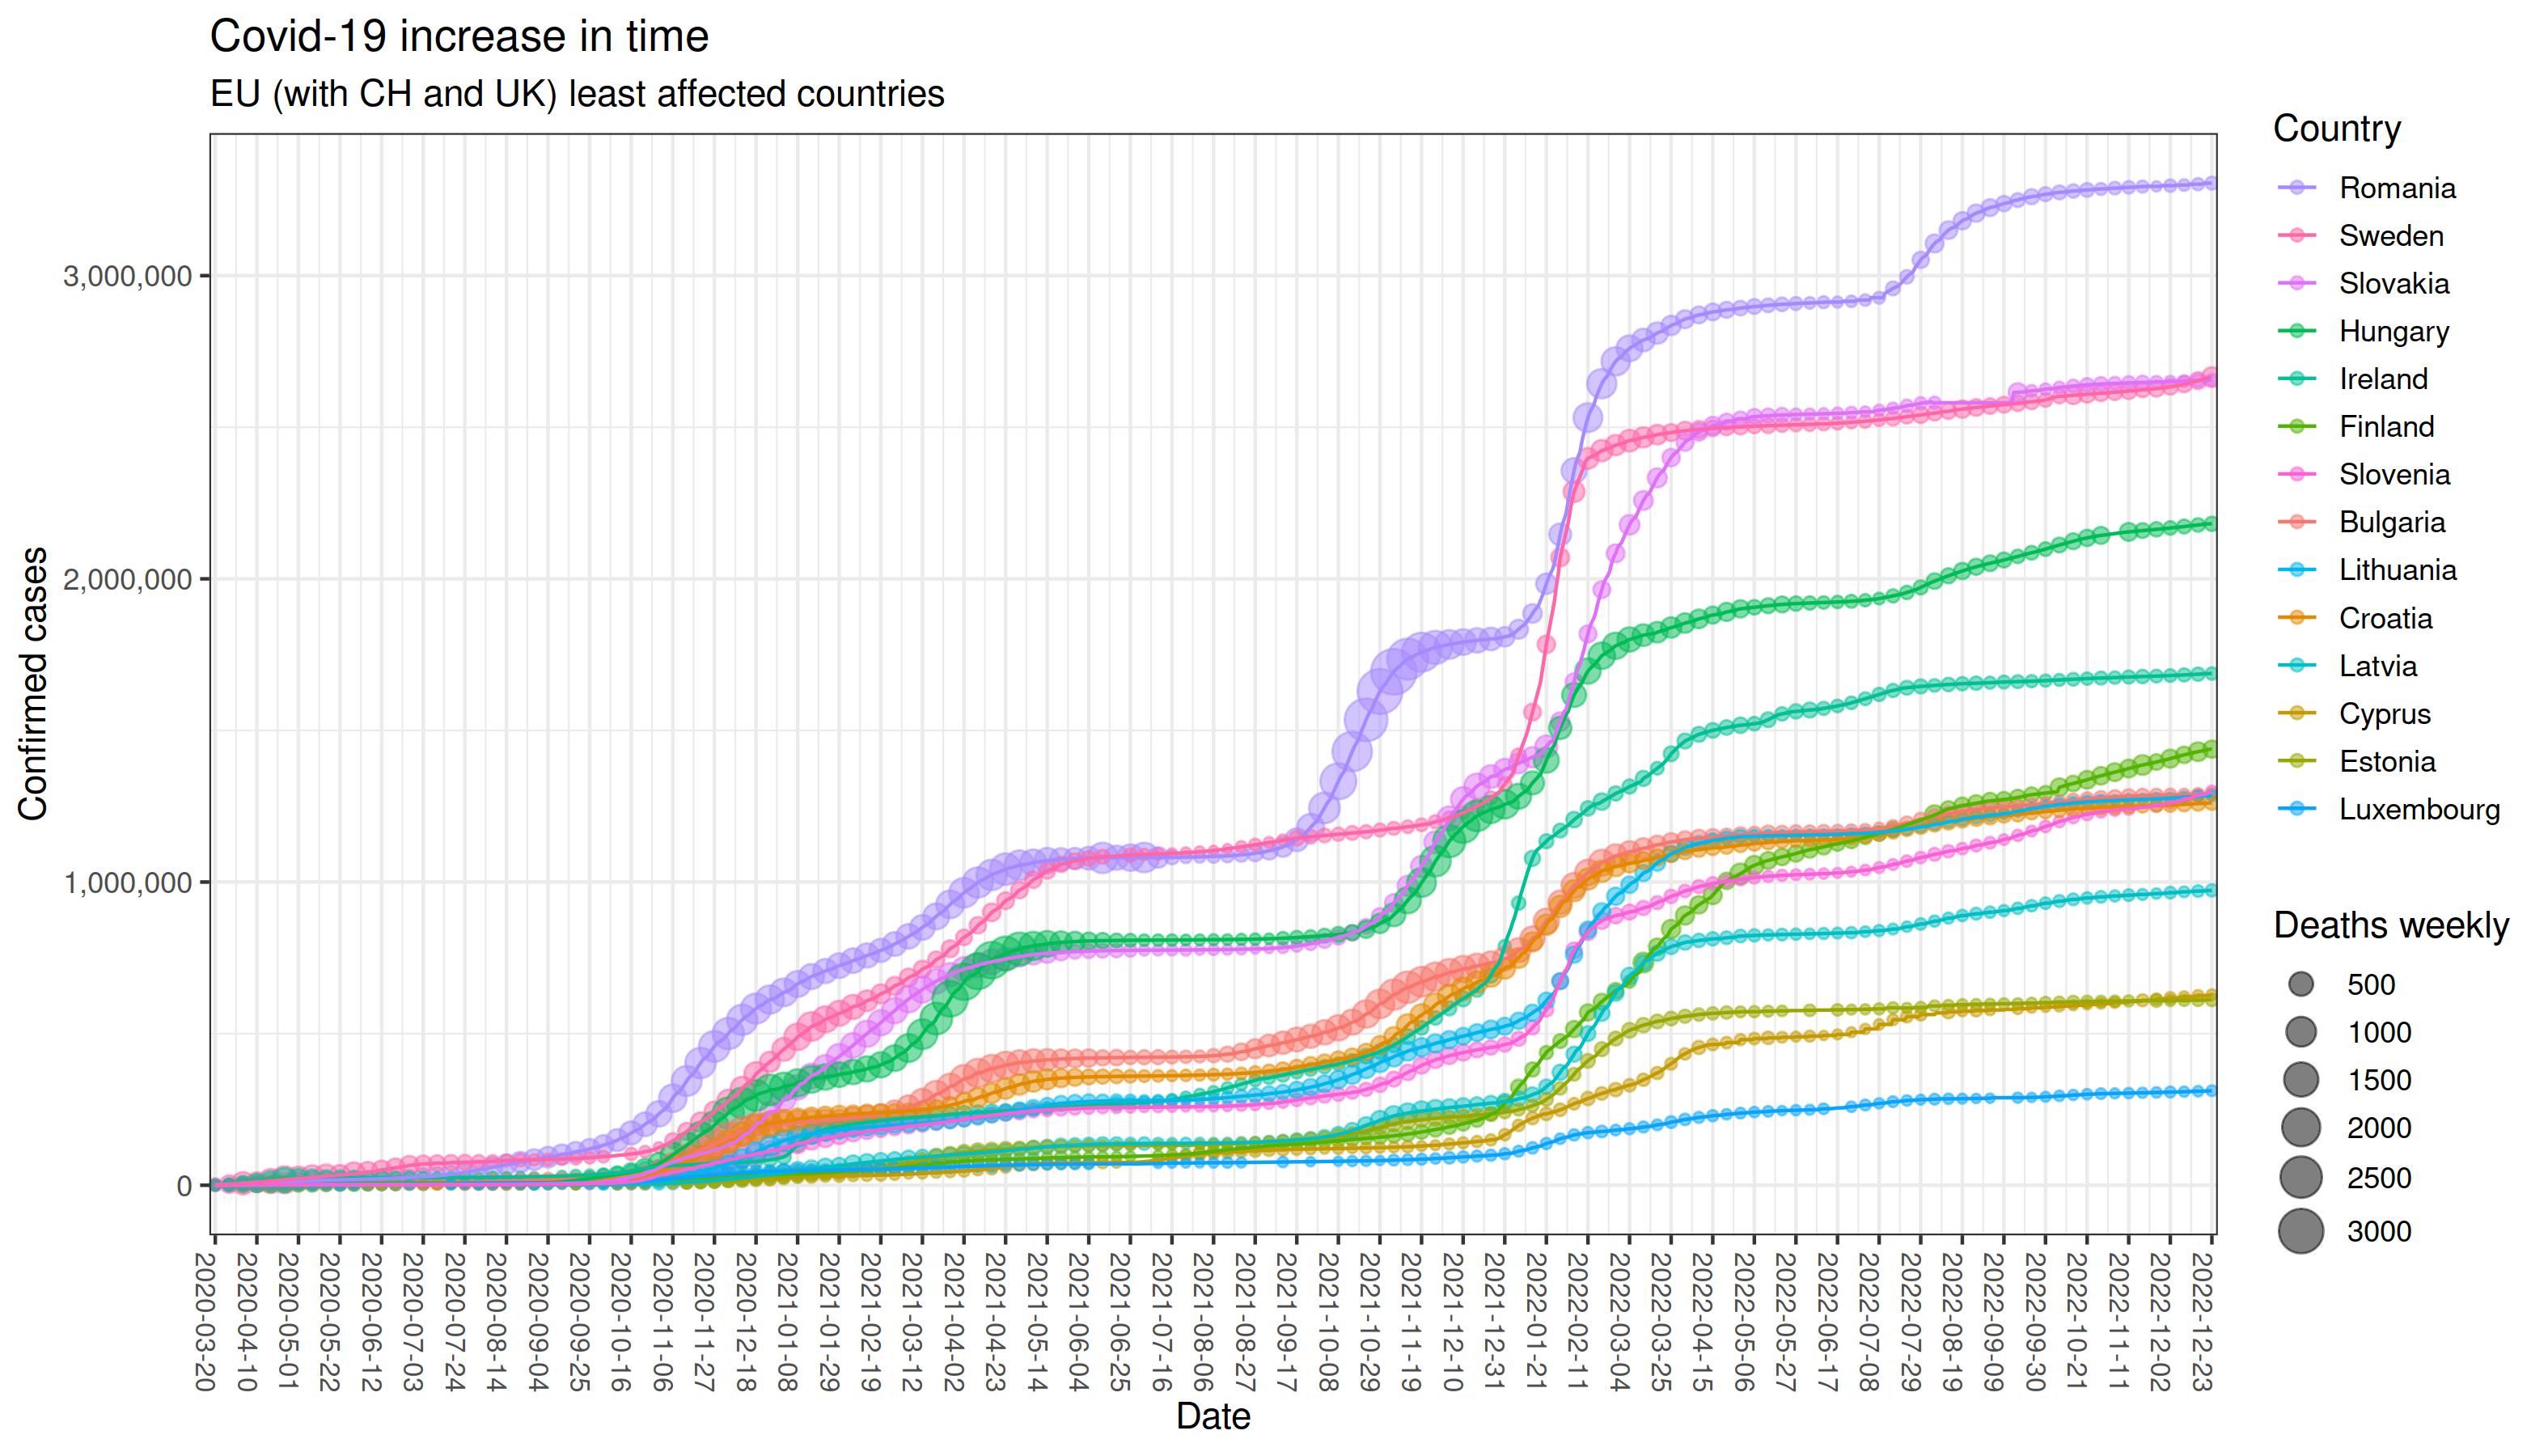 Covid-19 increase in time
EU (with CH and UK) least affected countries
Confirmed cases
3,000,000
2,000,000
1,000,000
0
2020-03-20
2020-04-10
2020-05-01
2020-05-22
2020-06-12
2020-07-03
2020-07-24
2020-08-14
2020-09-04
2020-09-25
2020-10-16
2020-11-06
2020-11-27
2020-12-18
2021-01-08
2021-01-29
2021-02-19
2021-03-12
2021-04-02
2021-04-23
2021-05-14
2021-06-04
2021-06-25
2021-07-16
2021-08-06
2021-08-27
2021-09-17
2021-10-08
2021-10-29
2021-11-19
2021-12-10
2021-12-31
2022-01-21
2022-02-11
2022-03-04
2022-03-25
2022-04-15
2022-05-06
2022-05-27
2022-06-17
2022-07-08
2022-07-29
2022-08-19
2022-09-09
2022-09-30
2022-10-21
2022-11-11
2022-12-02
2022-12-23
Date
Country
Romania
Sweden
Slovakia
Hungary
Ireland
Finland
Slovenia
Bulgaria
Lithuania
Croatia
Latvia
Cyprus
Estonia
Luxembourg
Deaths weekly
500
1000
1500
2000
2500
3000